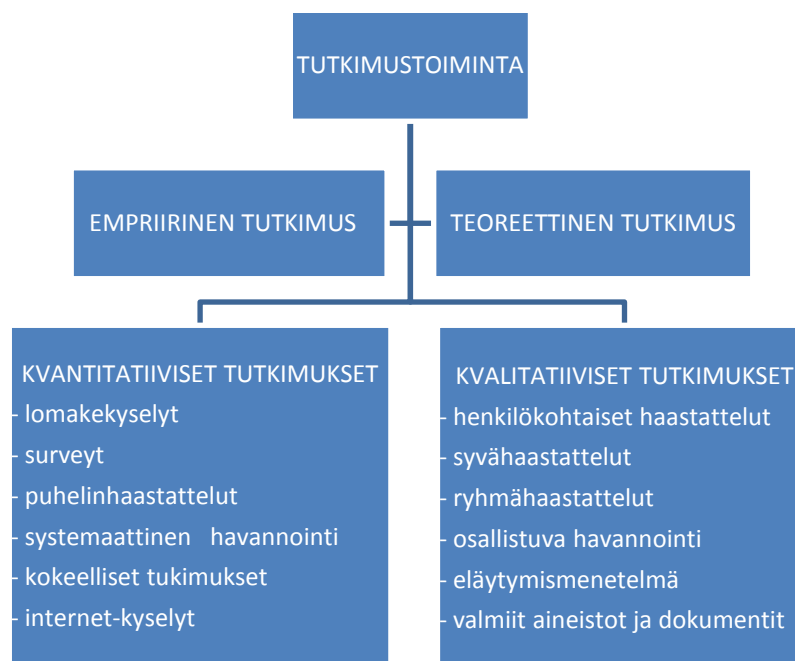 TUTKIMUSTOIMINTA
EMPRIIRINEN TUTKIMUS
TEOREETTINEN TUTKIMUS
KVANTITATIIVISET TUTKIMUKSET
- lomakekyselyt
- surveyt
- puhelinhaastattelut
- systemaattinen havannointi
- kokeelliset tukimukset
- internet-kyselyt
KVALITATIIVISET TUTKIMUKSET
- henkilökohtaiset haastattelut
- syvähaastattelut
- ryhmähaastattelut
- osallistuva havannointi
- eläytymismenetelmä
- valmiit aineistot ja dokumentit